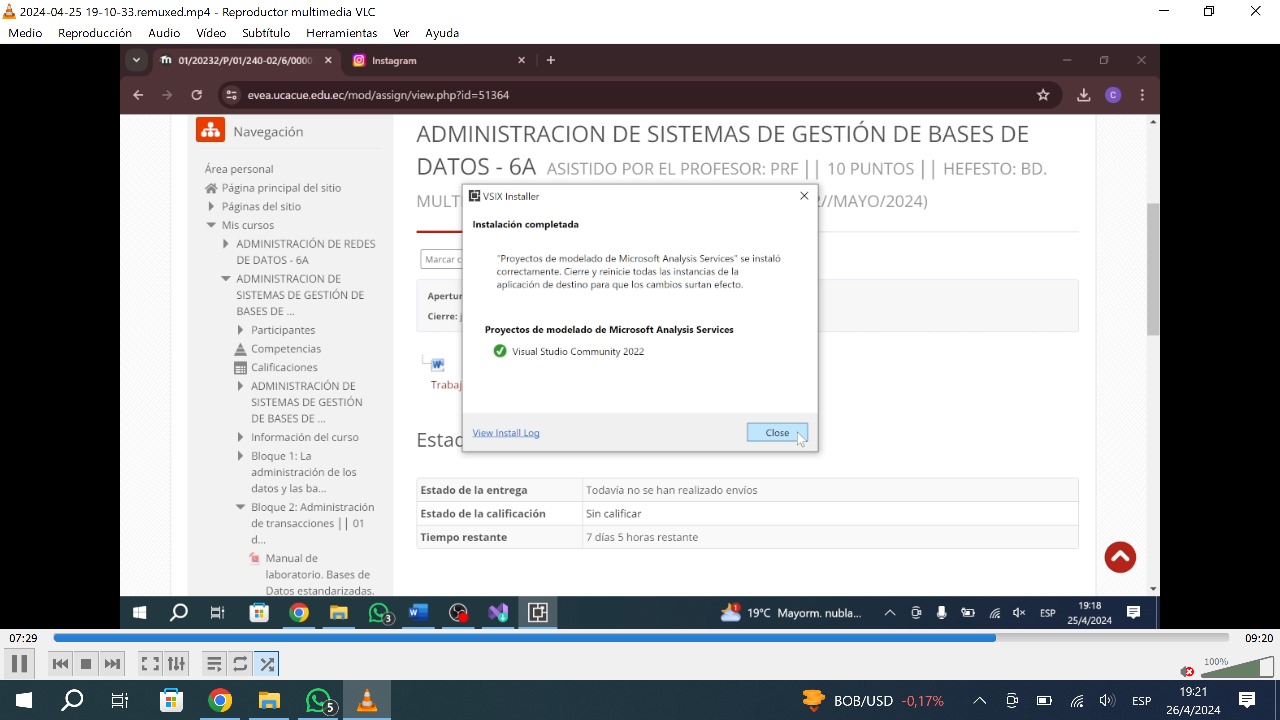 2024-04-25 19-10-33.remuxed.mp4 - Reproductor multimedia VLC
Medio Reproducción Audio Vídeo Subtítulo Herramientas Ver Ayuda
01/20232/P/01/240-02/6/0000
Instagram
evea.ucacue.edu.ec/mod/assign/view.php?id=51364
C
Navegación
Área personal
Página principal del sitio
Páginas del sitio
Mis cursos
ADMINISTRACIÓN DE REDES
DE DATOS - 6A
ADMINISTRACION DE
SISTEMAS DE GESTIÓN DE
BASES DE ...
Participantes
Competencias
Calificaciones
ADMINISTRACIÓN DE
SISTEMAS DE GESTIÓN
DE BASES DE ...
Información del curso
Bloque 1: La
administración de los
datos y las ba...
Bloque 2: Administración
de transacciones || 01
d...
Manual de
laboratorio. Bases de
Datos estandarizadas.
ADMINISTRACION DE SISTEMAS DE GESTIÓN DE BASES DE
DATOS - 6A ASISTIDO POR EL PROFESOR: PRF || 10 PUNTOS || HEFESTO: BD.
MULT
//MAYO/2024)
Marcar c
Apertur
Cierre: j
Trabaj
Estad
VSIX Installer
Instalación completada
"Proyectos de modelado de Microsoft Analysis Services" se instaló
correctamente. Cierre y reinicie todas las instancias de la
aplicación de destino para que los cambios surtan efecto.
Proyectos de modelado de Microsoft Analysis Services
Visual Studio Community 2022
View Install Log
Close
Estado de la entrega Todavía no se han realizado envíos
Estado de la calificación Sin calificar
Tiempo restante 7 días 5 horas restante
3
W
1
19°C Mayorm. nubla...
ESP
19:18
25/4/2024
07:29
09:20
100%
5
BOB/USD -0,17%
ESP
19:21
26/4/2024